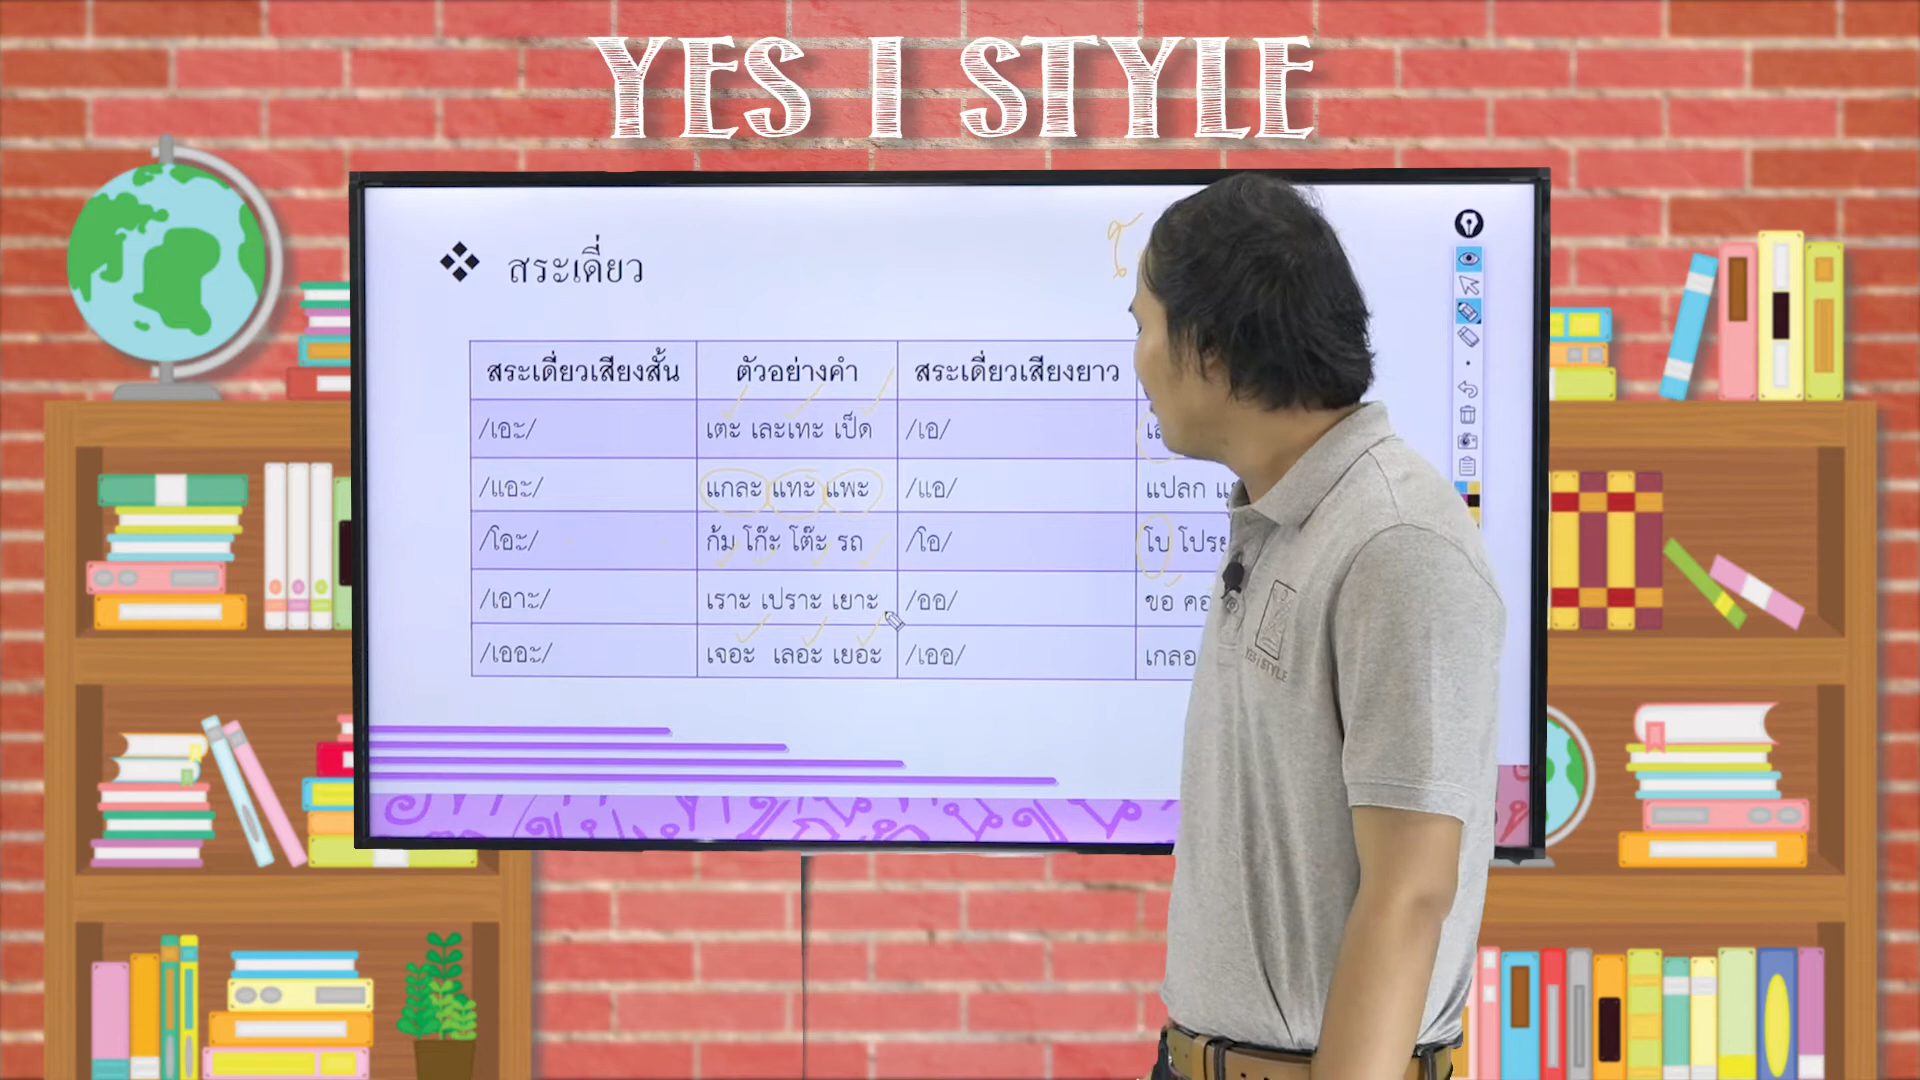 YES I STYLE
❖ สระเดี่ยว
สระเดี่ยวเสียงสั้น ตัวอย่างคำ สระเดี่ยวเสียงยาว
/เอะ/ เตะ เละเทะ เป็ด /เอ/
/แอะ/ แกละ แทะ แพะ /แอ/ แปลก
/โอะ/ ก้ม โก๊ะ โต๊ะ รถ /โอ/ โบ
/เอาะ/ เราะ เปราะ เยาะ /ออ/ ขอ
/เออะ/ เจอะ เลอะ เยอะ /เออ/
YES I STYLE